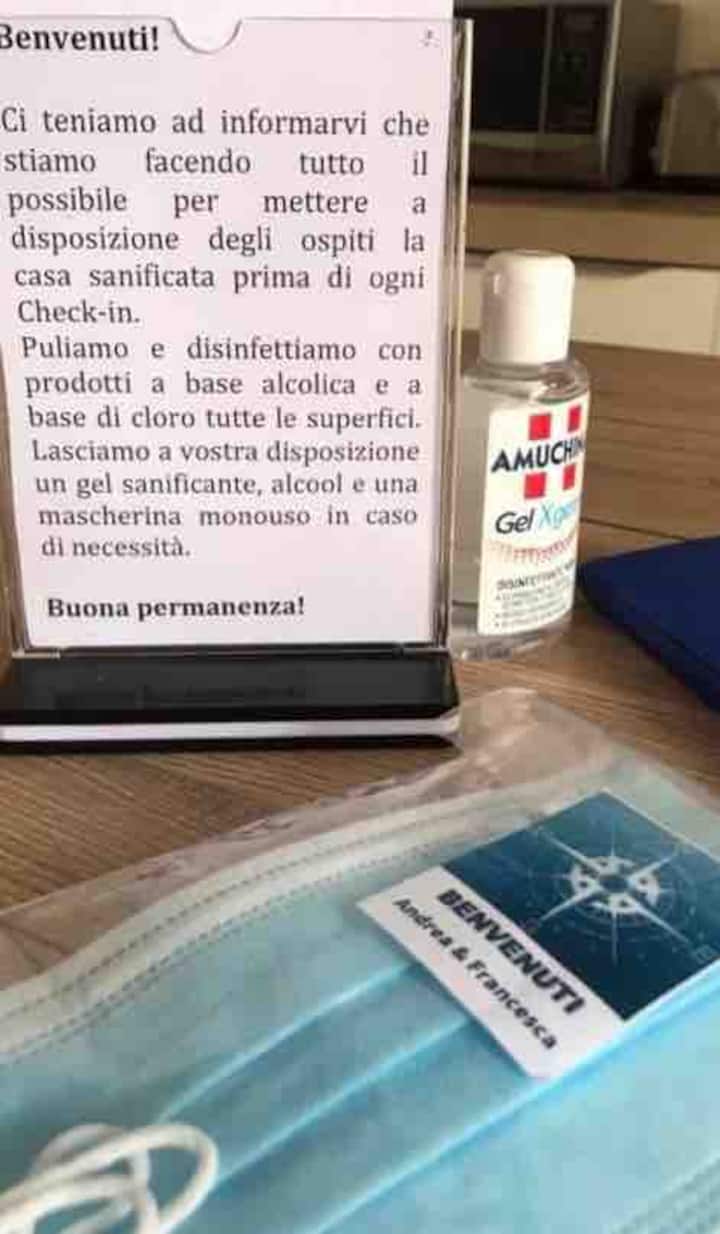 Benvenuti!
Ci teniamo ad informarvi che
stiamo facendo tutto il
possibile per mettere a
disposizione degli ospiti la
casa sanificata prima di ogni
Check-in.
Puliamo e disinfettiamo con
prodotti a base alcolica e a
base di cloro tutte le superfici.
Lasciamo a vostra disposizione
un gel sanificante, alcool e una
mascherina monouso in caso
di necessità.
Buona permanenza!
AMUCHIN
Gel
BENVENUTI
Andrea & Francesca